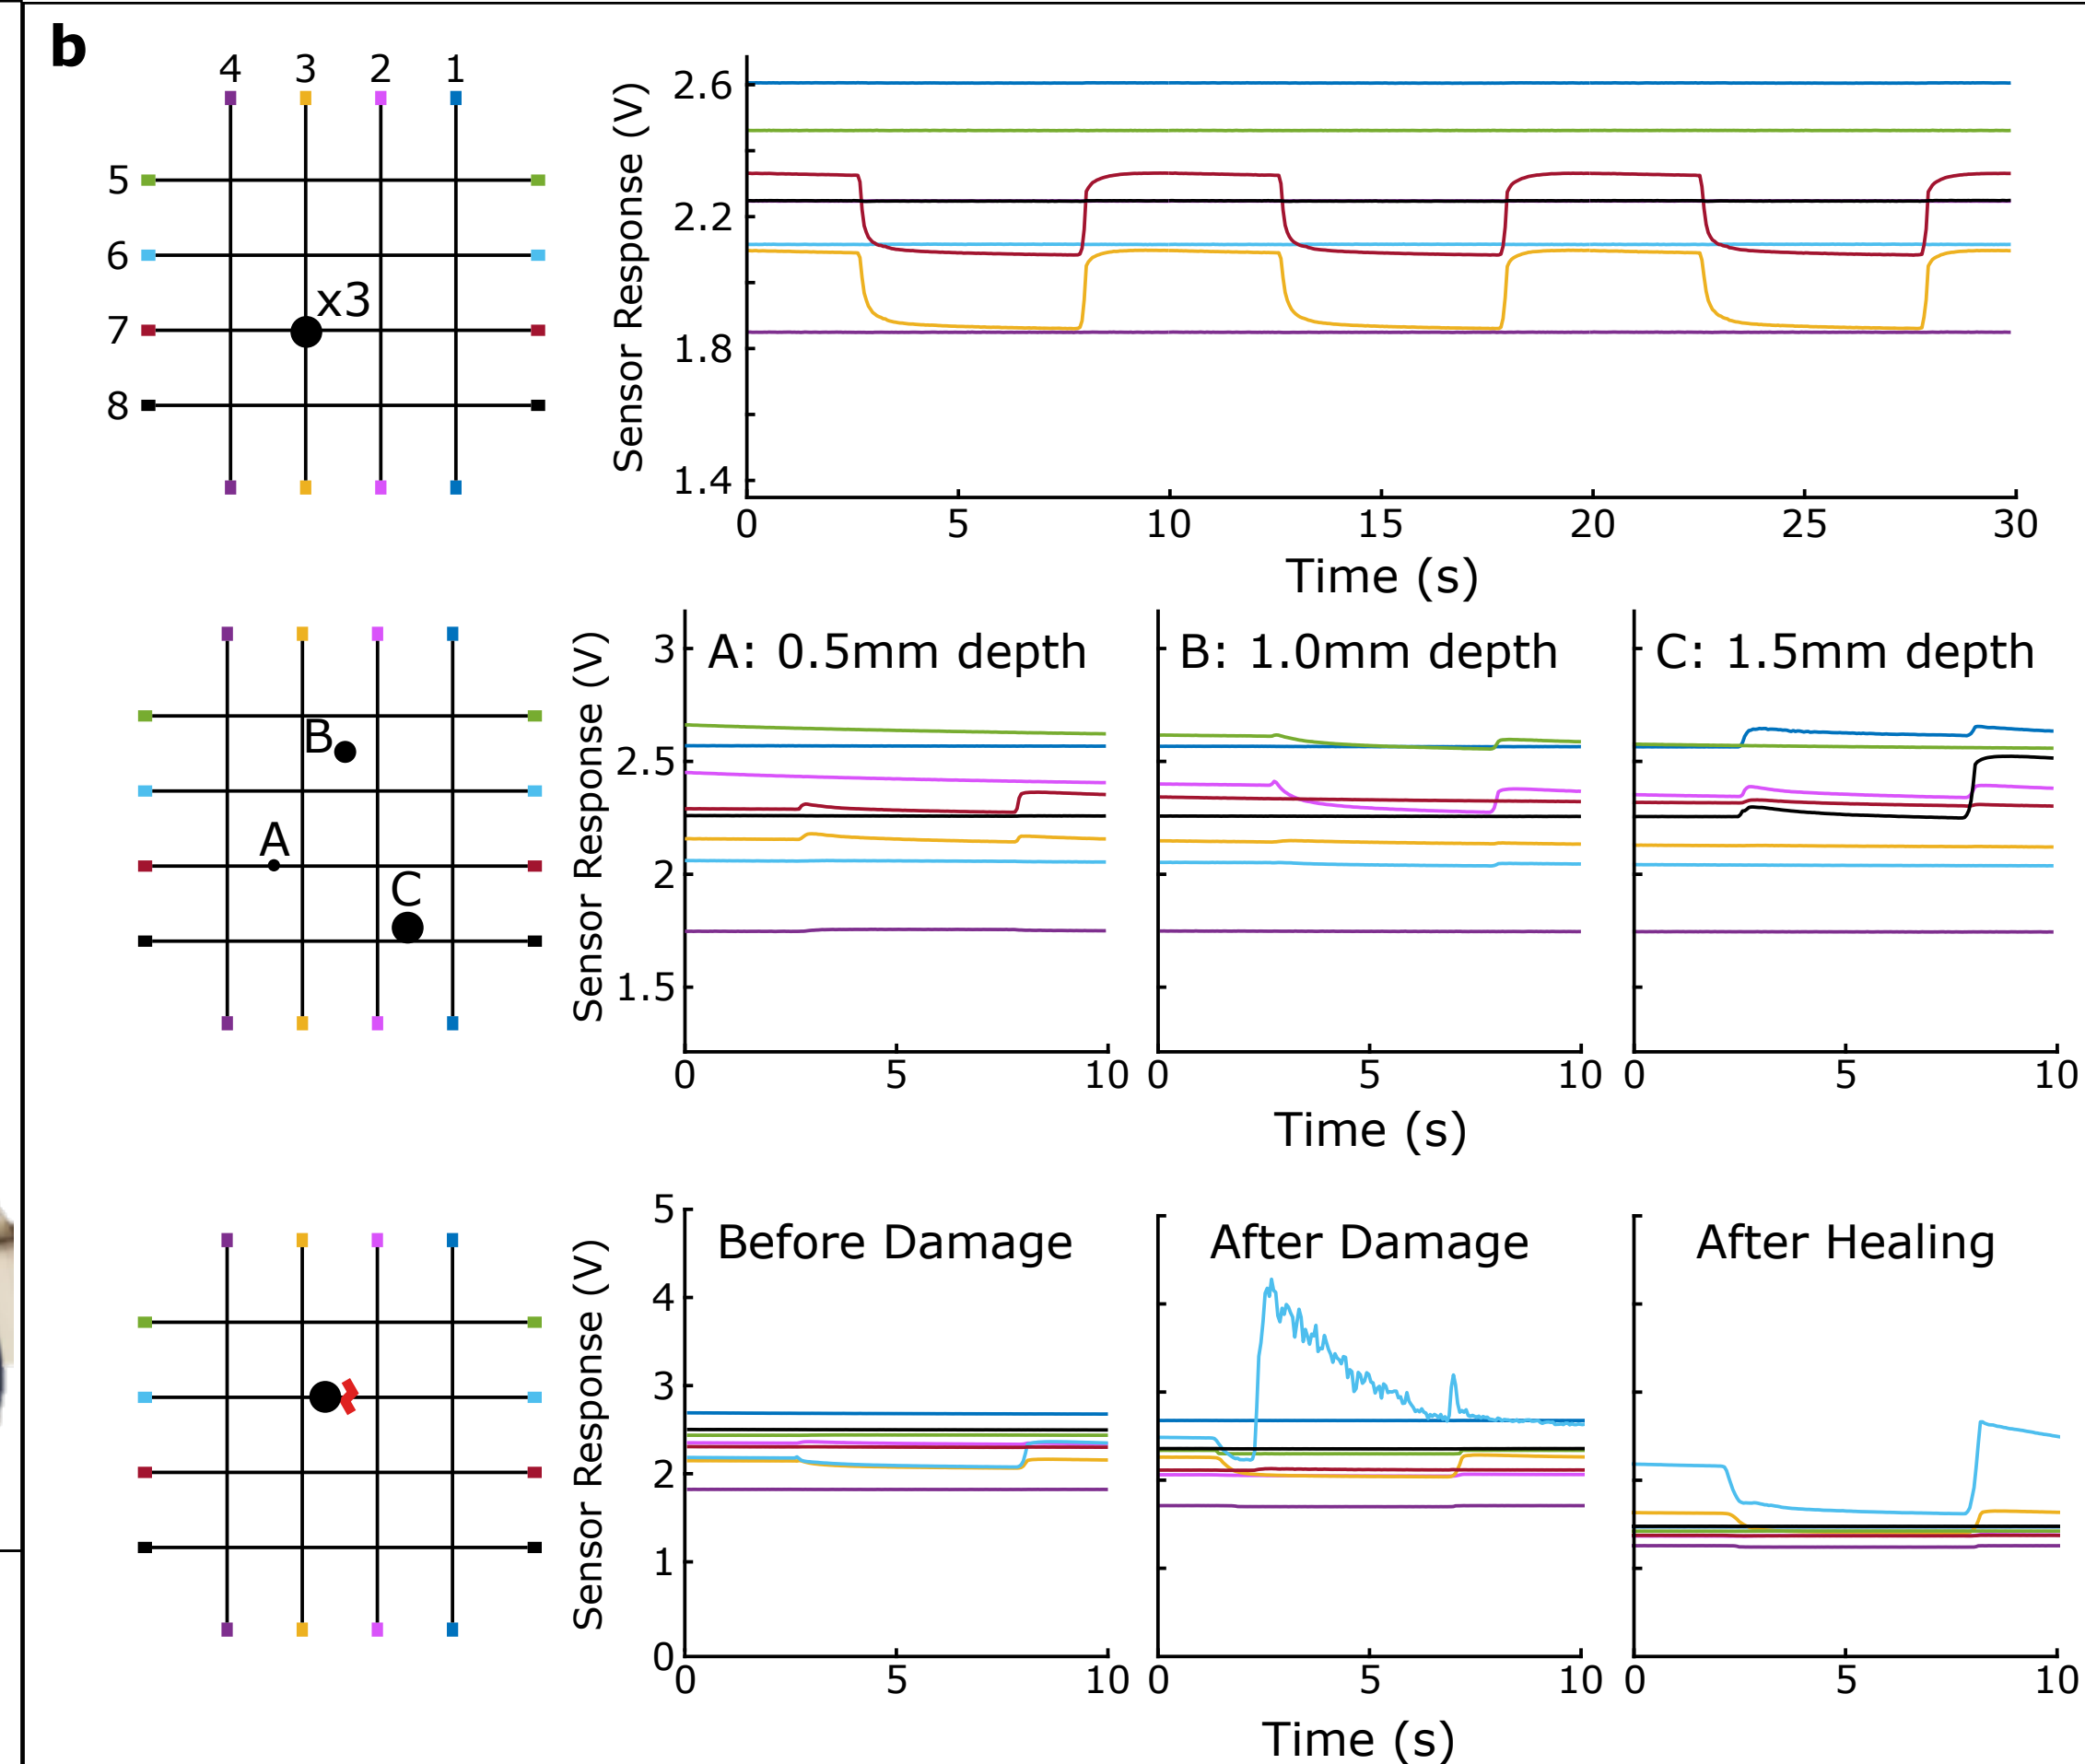 b
4 3 2 1
5
6
x3
7
8
Sensor Response (V)
2.6
2.2
1.8
1.4
0 5 10 15 20 25 30
Time (s)
B
A
C
Sensor Response (V)
3
2.5
2
1.5
A: 0.5mm depth
B: 1.0mm depth
C: 1.5mm depth
0 5 10 0 5 10 0 5 10
Time (s)
Sensor Response (V)
5
4
3
2
1
0
Before Damage
After Damage
After Healing
0 5 10 0 5 10 0 5 10
Time (s)